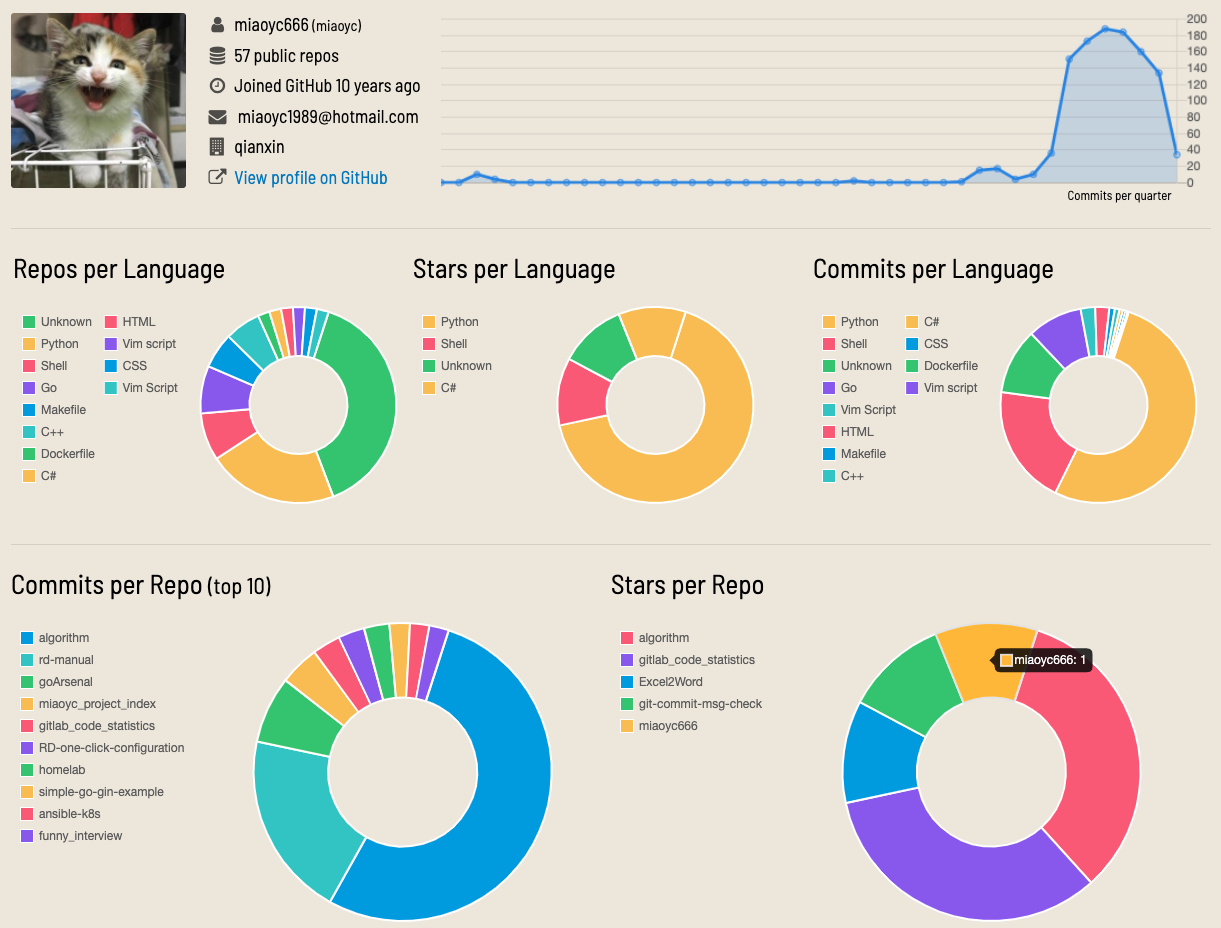 miaoyc666 (miaoyc)
57 public repos
Joined GitHub 10 years ago
miaoyc1989@hotmail.com
qianxin
View profile on GitHub
200
180
160
140
120
100
80
60
40
20
0
Commits per quarter
Repos per Language
Unknown
Python
Shell
Go
Makefile
C++
Dockerfile
C#
HTML
Vim script
CSS
Vim Script
Stars per Language
Python
Shell
Unknown
C#
Commits per Language
Python
Shell
Unknown
Go
Vim Script
HTML
Makefile
C++
C#
CSS
Dockerfile
Vim script
Commits per Repo (top 10)
algorithm
rd-manual
goArsenal
miaoyc_project_index
gitlab_code_statistics
RD-one-click-configuration
homelab
simple-go-gin-example
ansible-k8s
funny_interview
Stars per Repo
algorithm
gitlab_code_statistics
Excel2Word
git-commit-msg-check
miaoyc666
miaoyc666: 1